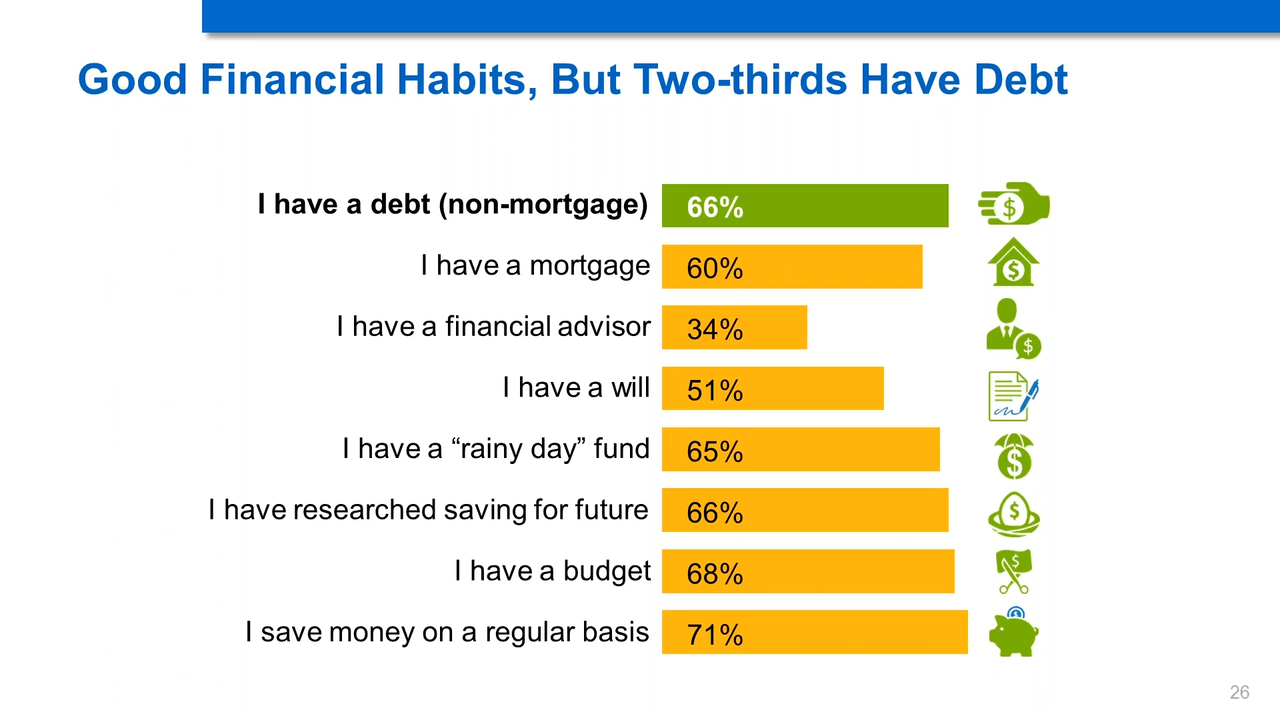 Good Financial Habits, But Two-thirds Have Debt
I have a debt (non-mortgage) 66%
I have a mortgage 60%
I have a financial advisor 34%
I have a will 51%
I have a “rainy day” fund 65%
I have researched saving for future 66%
I have a budget 68%
I save money on a regular basis 71%
26